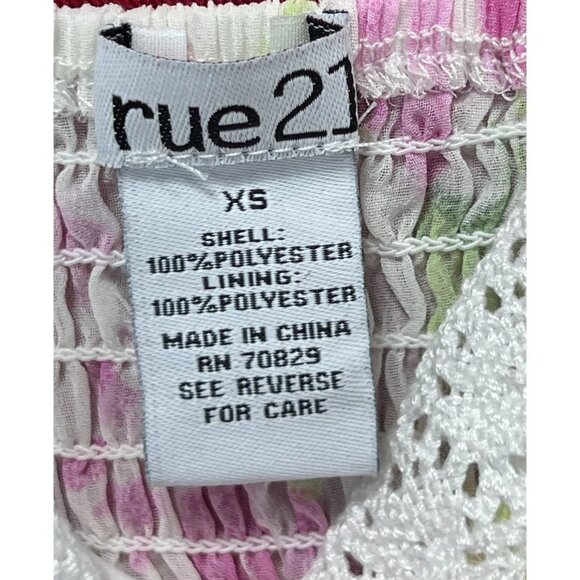 rue21
XS
SHELL:
100%POLYESTER
LINING:
100%POLYESTER
MADE IN CHINA
RN 70829
SEE REVERSE
FOR CARE